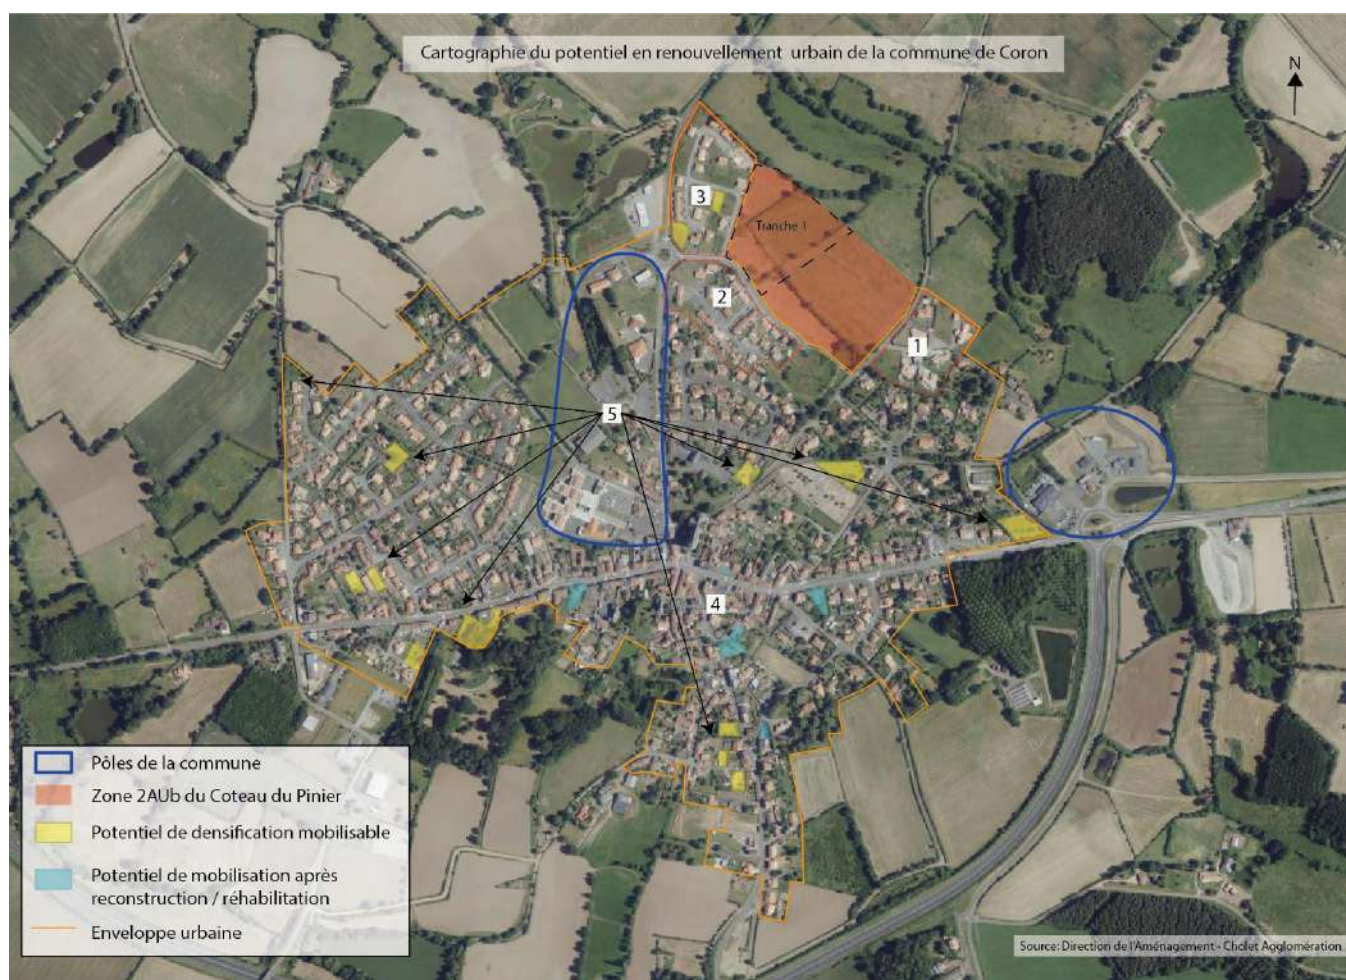 Cartographie du potentiel en renouvellement urbain de la commune de Coron
N
3
Tranche 1
2
1
5
4
Pôles de la commune
Zone 2AUb du Coteau du Pinier
Potentiel de densification mobilisable
Potentiel de mobilisation après
reconstruction / réhabilitation
Enveloppe urbaine
Source: Direction de l'Aménagement - Cholet Agglomération